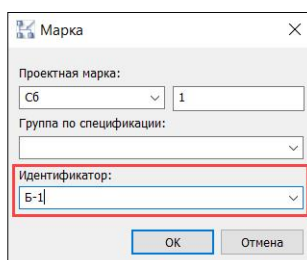 Марка
Проектная марка:
Сб 1
Группа по спецификации:
Идентификатор:
Б-1
ОК Отмена